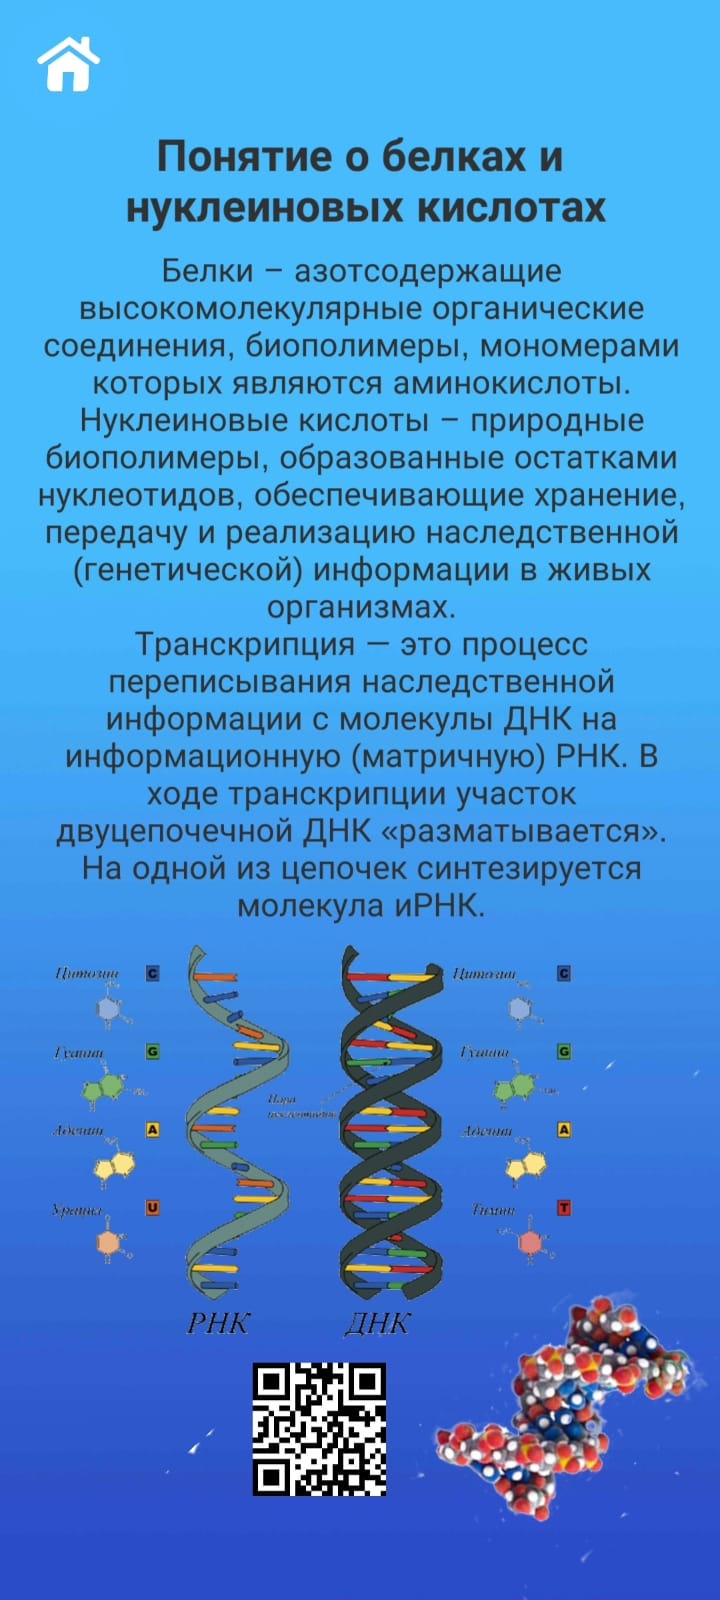 Понятие о белках и
нуклеиновых кислотах
Белки – азотсодержащие
высокомолекулярные органические
соединения, биополимеры, мономерами
которых являются аминокислоты.
Нуклеиновые кислоты – природные
биополимеры, образованные остатками
нуклеотидов, обеспечивающие хранение,
передачу и реализацию наследственной
(генетической) информации в живых
организмах.
Транскрипция — это процесс
переписывания наследственной
информации с молекулы ДНК на
информационную (матричную) РНК. В
ходе транскрипции участок
двуцепочечной ДНК «разматывается».
На одной из цепочек синтезируется
молекула иРНК.
Цитозин C
Цитозин C
Гуанин G
Гуанин G
Пара
Аденин A
Аденин A
Урацил U
Тимин T
РНК ДНК